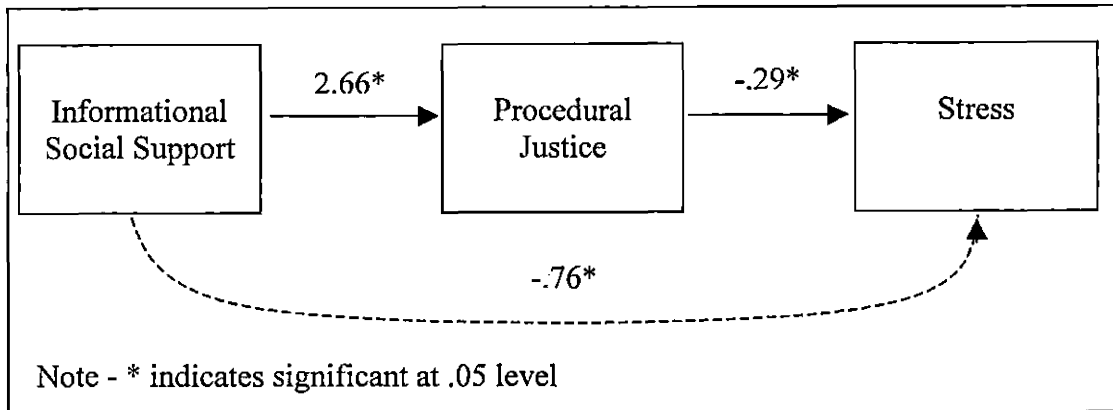 2.66*
-.29*
Informational
Social Support
Procedural
Justice
Stress
-.76*
Note - * indicates significant at .05 level